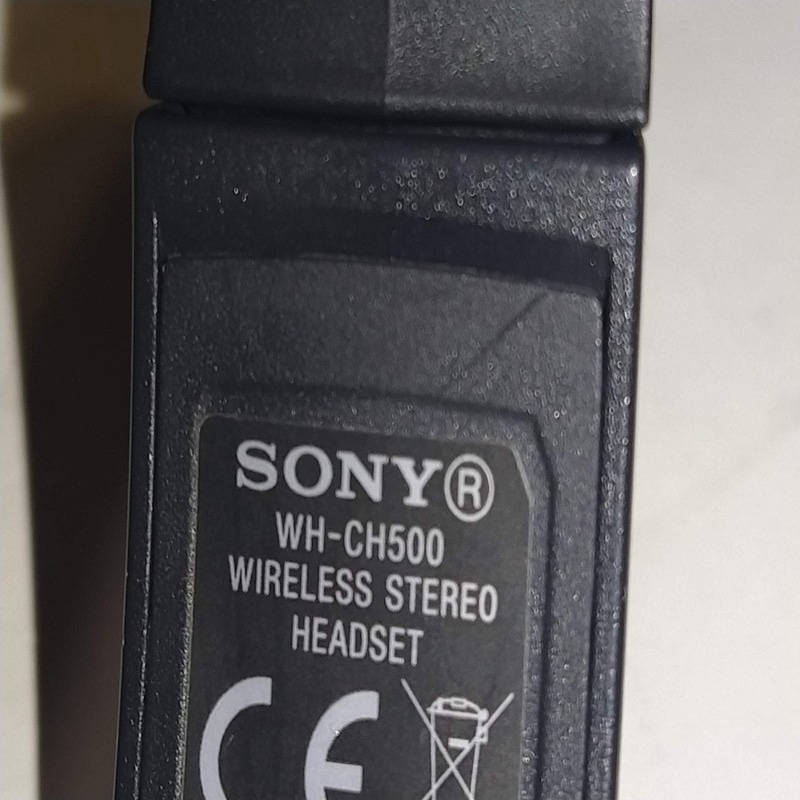 SONY®
WH-CH500
WIRELESS STEREO
HEADSET
CE